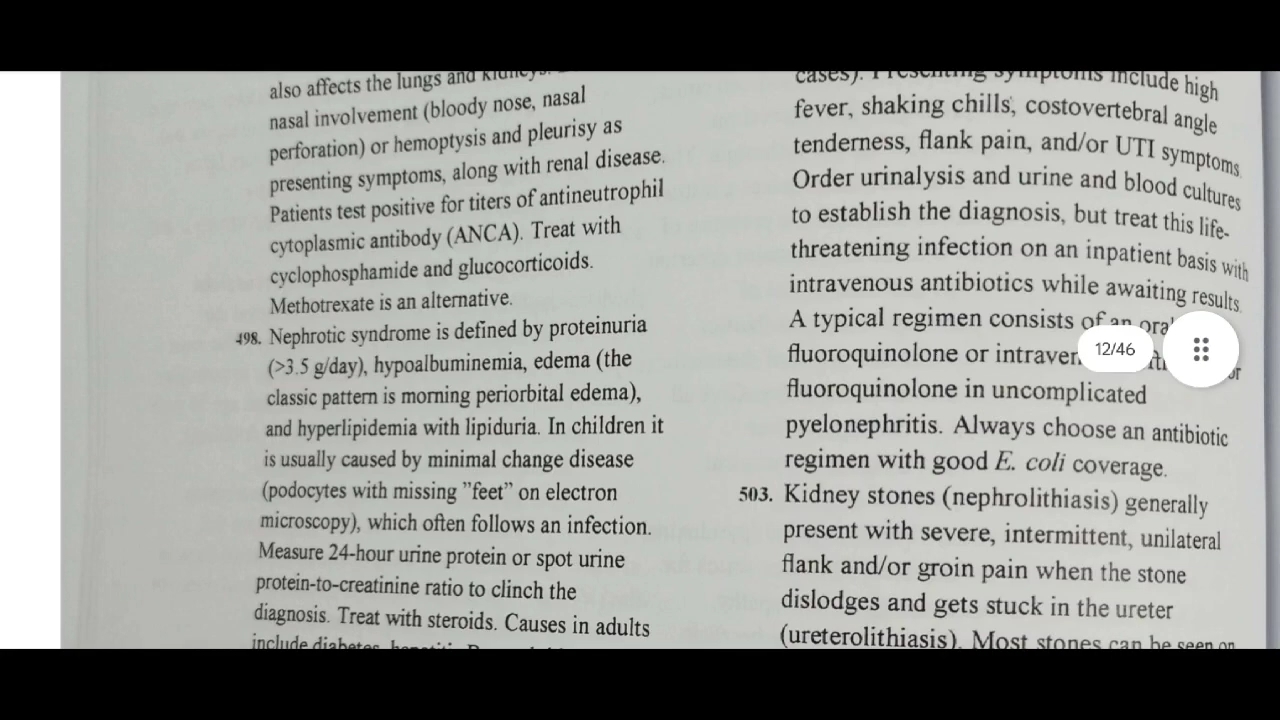 also affects the lungs and kidneys.
nasal involvement (bloody nose, nasal
perforation) or hemoptysis and pleurisy as
presenting symptoms, along with renal disease.
Patients test positive for titers of antineutrophil
cytoplasmic antibody (ANCA). Treat with
cyclophosphamide and glucocorticoids.
Methotrexate is an alternative.
498. Nephrotic syndrome is defined by proteinuria
(>3.5 g/day), hypoalbuminemia, edema (the
classic pattern is morning periorbital edema),
and hyperlipidemia with lipiduria. In children it
is usually caused by minimal change disease
(podocytes with missing "feet" on electron
microscopy), which often follows an infection.
Measure 24-hour urine protein or spot urine
protein-to-creatinine ratio to clinch the
diagnosis. Treat with steroids. Causes in adults
include diabetes,
cases). Presenting symptoms include high
fever, shaking chills, costovertebral angle
tenderness, flank pain, and/or UTI symptoms.
Order urinalysis and urine and blood cultures
to establish the diagnosis, but treat this life-
threatening infection on an inpatient basis with
intravenous antibiotics while awaiting results.
A typical regimen consists of an oral
fluoroquinolone or or
fluoroquinolone in uncomplicated
pyelonephritis. Always choose an antibiotic
regimen with good E. coli coverage.
503. Kidney stones (nephrolithiasis) generally
present with severe, intermittent, unilateral
flank and/or groin pain when the stone
dislodges and gets stuck in the ureter
(ureterolithiasis). Most stones can be seen on
12/46